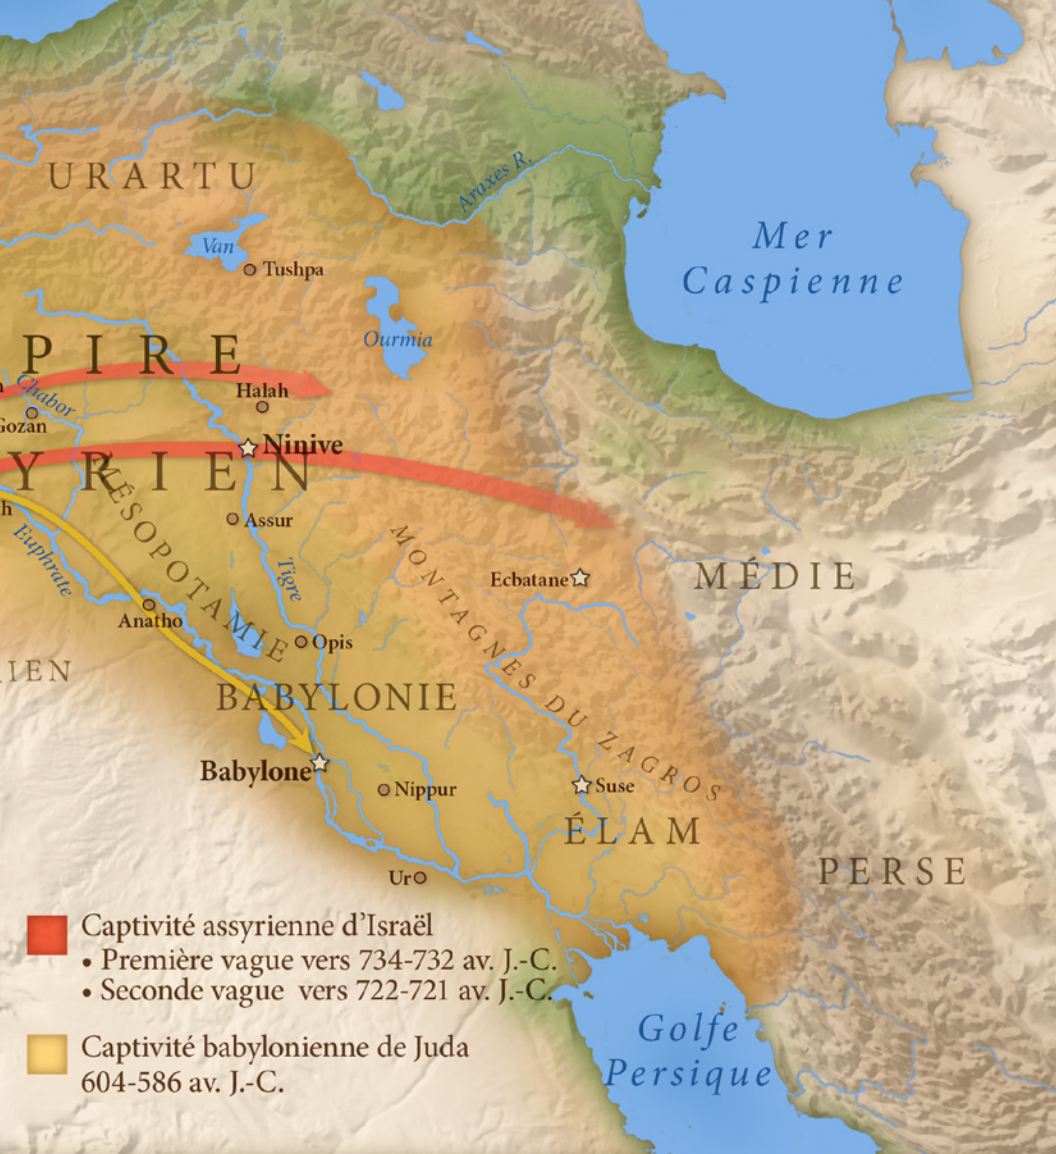 URARTU
Araxes R.
Van
Tushpa
Mer
Caspienne
Ourmia
PIRE
Halah
Chabor
Gozan
Ninive
YRIEN
MÉSOPOTAMIE
Assur
Euphrate
Tigre
MONTAGNES DU ZAGROS
Ecbatane
MÉDIE
Anatho
Opis
IEN
BABYLONIE
Babylone
Nippur
Suse
ÉLAM
Ur
PERSE
Captivité assyrienne d’Israël
• Première vague vers 734-732 av. J.-C.
• Seconde vague vers 722-721 av. J.-C.
Golfe
Persique
Captivité babylonienne de Juda
604-586 av. J.-C.